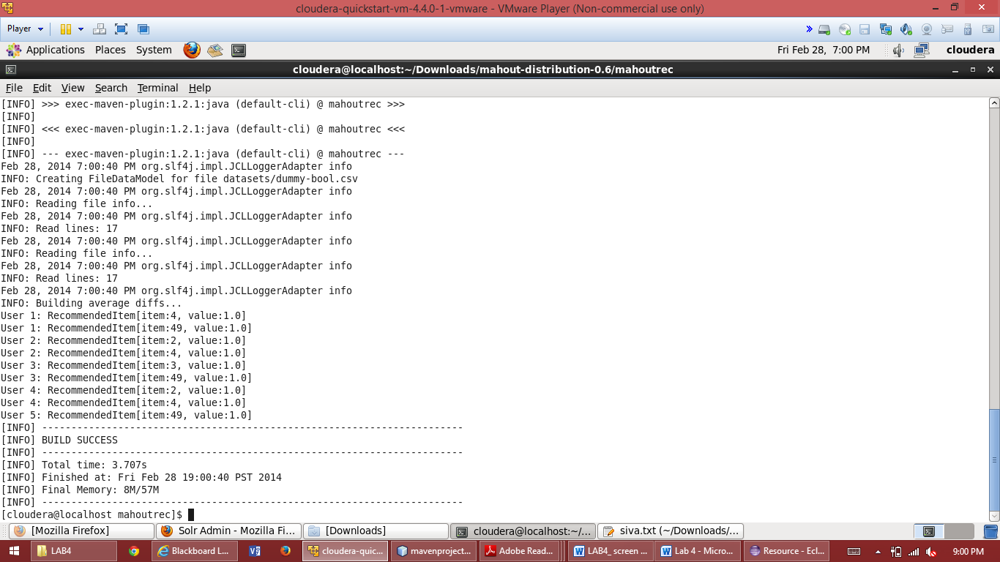 cloudera-quickstart-vm-4.4.0-1-vmware - VMware Player (Non-commercial use only)
Player
Applications Places System Fri Feb 28, 7:00 PM cloudera
cloudera@localhost:~/Downloads/mahout-distribution-0.6/mahoutrec
File Edit View Search Terminal Help
[INFO] >>> exec-maven-plugin:1.2.1:java (default-cli) @ mahoutrec >>>
[INFO]
[INFO] <<< exec-maven-plugin:1.2.1:java (default-cli) @ mahoutrec <<<
[INFO]
[INFO] --- exec-maven-plugin:1.2.1:java (default-cli) @ mahoutrec ---
Feb 28, 2014 7:00:40 PM org.slf4j.impl.JCLLoggerAdapter info
INFO: Creating FileDataModel for file datasets/dummy-bool.csv
Feb 28, 2014 7:00:40 PM org.slf4j.impl.JCLLoggerAdapter info
INFO: Reading file info...
Feb 28, 2014 7:00:40 PM org.slf4j.impl.JCLLoggerAdapter info
INFO: Read lines: 17
Feb 28, 2014 7:00:40 PM org.slf4j.impl.JCLLoggerAdapter info
INFO: Reading file info...
Feb 28, 2014 7:00:40 PM org.slf4j.impl.JCLLoggerAdapter info
INFO: Read lines: 17
Feb 28, 2014 7:00:40 PM org.slf4j.impl.JCLLoggerAdapter info
INFO: Building average diffs...
User 1: RecommendedItem[item:4, value:1.0]
User 1: RecommendedItem[item:49, value:1.0]
User 2: RecommendedItem[item:2, value:1.0]
User 2: RecommendedItem[item:4, value:1.0]
User 3: RecommendedItem[item:3, value:1.0]
User 3: RecommendedItem[item:49, value:1.0]
User 4: RecommendedItem[item:2, value:1.0]
User 4: RecommendedItem[item:4, value:1.0]
User 5: RecommendedItem[item:49, value:1.0]
[INFO] ------------------------------------------------------------------------
[INFO] BUILD SUCCESS
[INFO] ------------------------------------------------------------------------
[INFO] Total time: 3.707s
[INFO] Finished at: Fri Feb 28 19:00:40 PST 2014
[INFO] Final Memory: 8M/57M
[INFO] ------------------------------------------------------------------------
[cloudera@localhost mahoutrec]$
[Mozilla Firefox] Solr Admin - Mozilla Fi... [Downloads] cloudera@localhost:~/... siva.txt (~/Downloads/...
LAB4 Blackboard L... cloudera-quic... mavenproject... Adobe Read... LAB4_ screen ... Lab 4 - Micro... Resource - Ecl... 9:00 PM